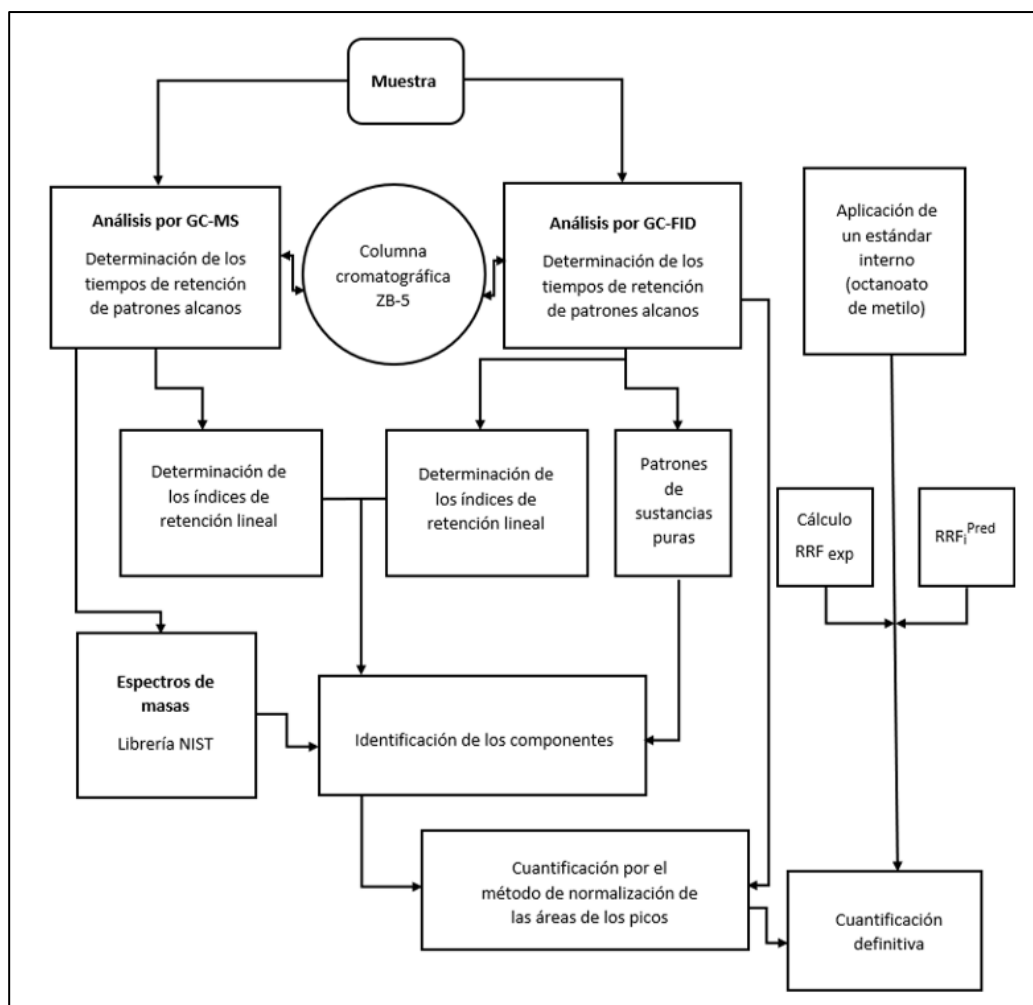 Muestra
Análisis por GC-MS
Determinación de los
tiempos de retención
de patrones alcanos
Columna
cromatográfica
ZB-5
Análisis por GC-FID
Determinación de los
tiempos de retención
de patrones alcanos
Aplicación de
un estándar
interno
(octanoato
de metilo)
Determinación de
los índices de
retención lineal
Determinación de
los índices de
retención lineal
Patrones
de
sustancias
puras
Cálculo
RRF exp
RRFiPred
Espectros de
masas
Librería NIST
Identificación de los componentes
Cuantificación por el
método de normalización de
las áreas de los picos
Cuantificación
definitiva